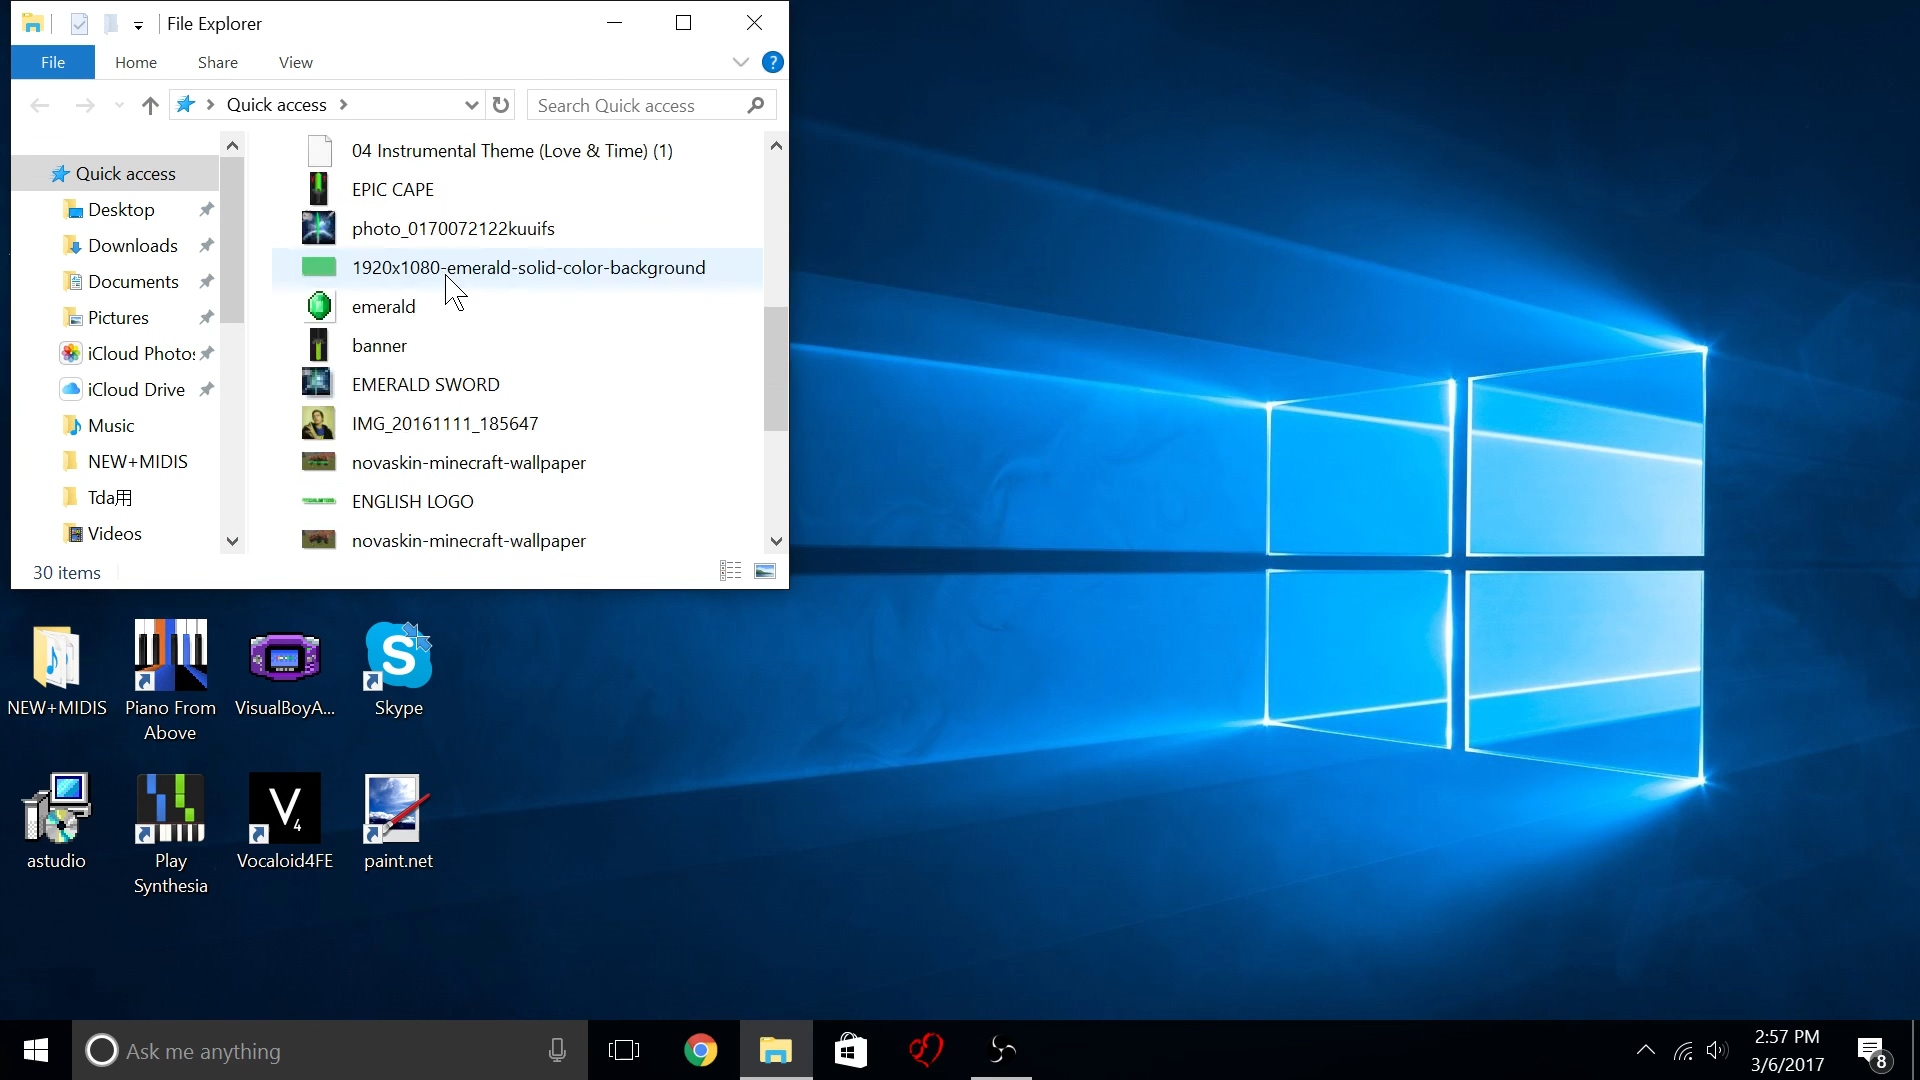 File Explorer
File Home Share View
Quick access
Search Quick access
Quick access
Desktop
Downloads
Documents
Pictures
iCloud Photos
iCloud Drive
Music
NEW+MIDIS
Tda用
Videos
04 Instrumental Theme (Love & Time) (1)
EPIC CAPE
photo_0170072122kuuifs
1920x1080-emerald-solid-color-background
emerald
banner
EMERALD SWORD
IMG_20161111_185647
novaskin-minecraft-wallpaper
ENGLISH LOGO
novaskin-minecraft-wallpaper
30 items
NEW+MIDIS
Piano From
Above
VisualBoyA...
Skype
astudio
Play
Synthesia
V4
Vocaloid4FE
paint.net
Ask me anything
2:57 PM
3/6/2017
8